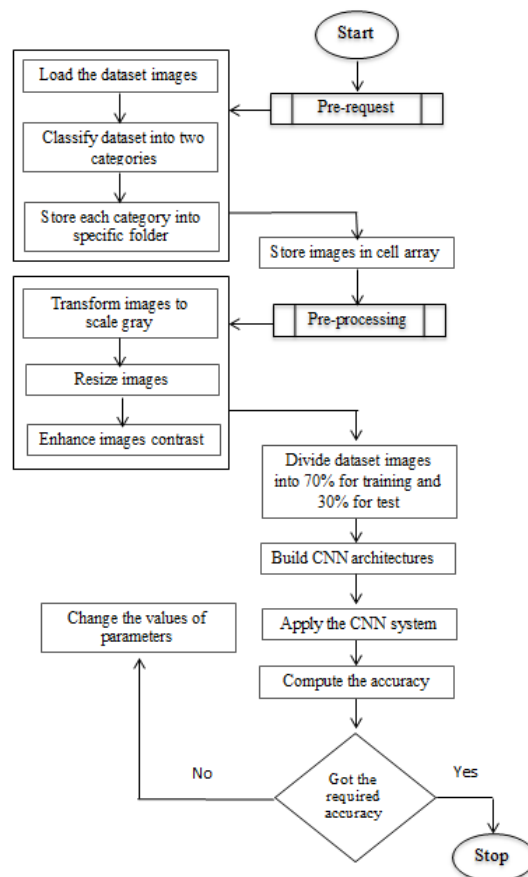 Start
Pre-request
Load the dataset images
Classify dataset into two
categories
Store each category into
specific folder
Store images in cell array
Pre-processing
Transform images to
scale gray
Resize images
Enhance images contrast
Divide dataset images
into 70% for training and
30% for test
Build CNN architectures
Apply the CNN system
Compute the accuracy
Got the
required
accuracy
No
Change the values of
parameters
Yes
Stop